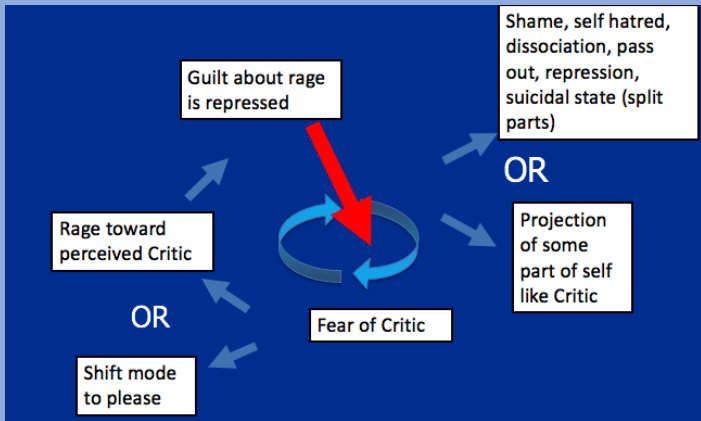 Shame, self hatred,
dissociation, pass
out, repression,
suicidal state (split
parts)
Guilt about rage
is repressed
OR
Rage toward
perceived Critic
Projection
of some
part of self
like Critic
OR
Fear of Critic
Shift mode
to please